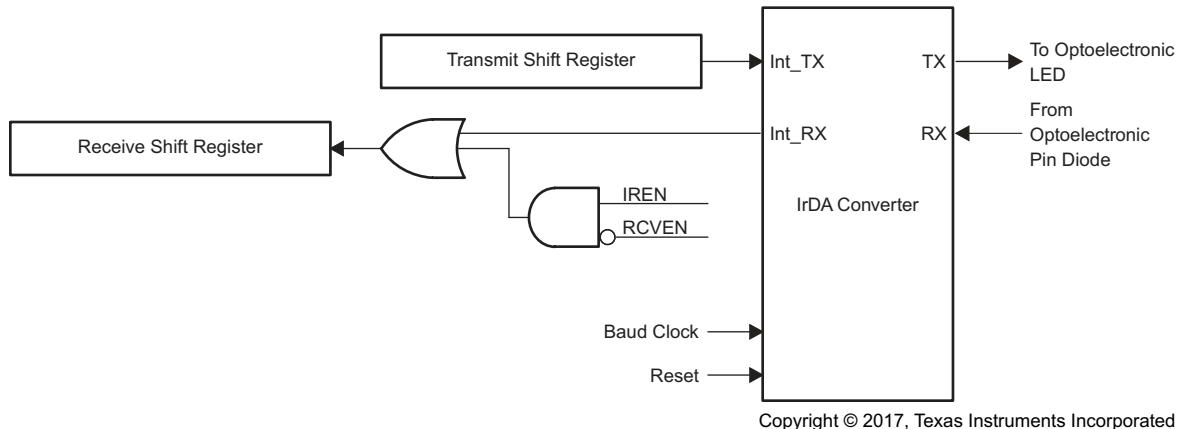 Transmit Shift Register
Int_TX
TX
To Optoelectronic
LED
Receive Shift Register
Int_RX
RX
From
Optoelectronic
Pin Diode
IREN
RCVEN
IrDA Converter
Baud Clock
Reset
Copyright © 2017, Texas Instruments Incorporated